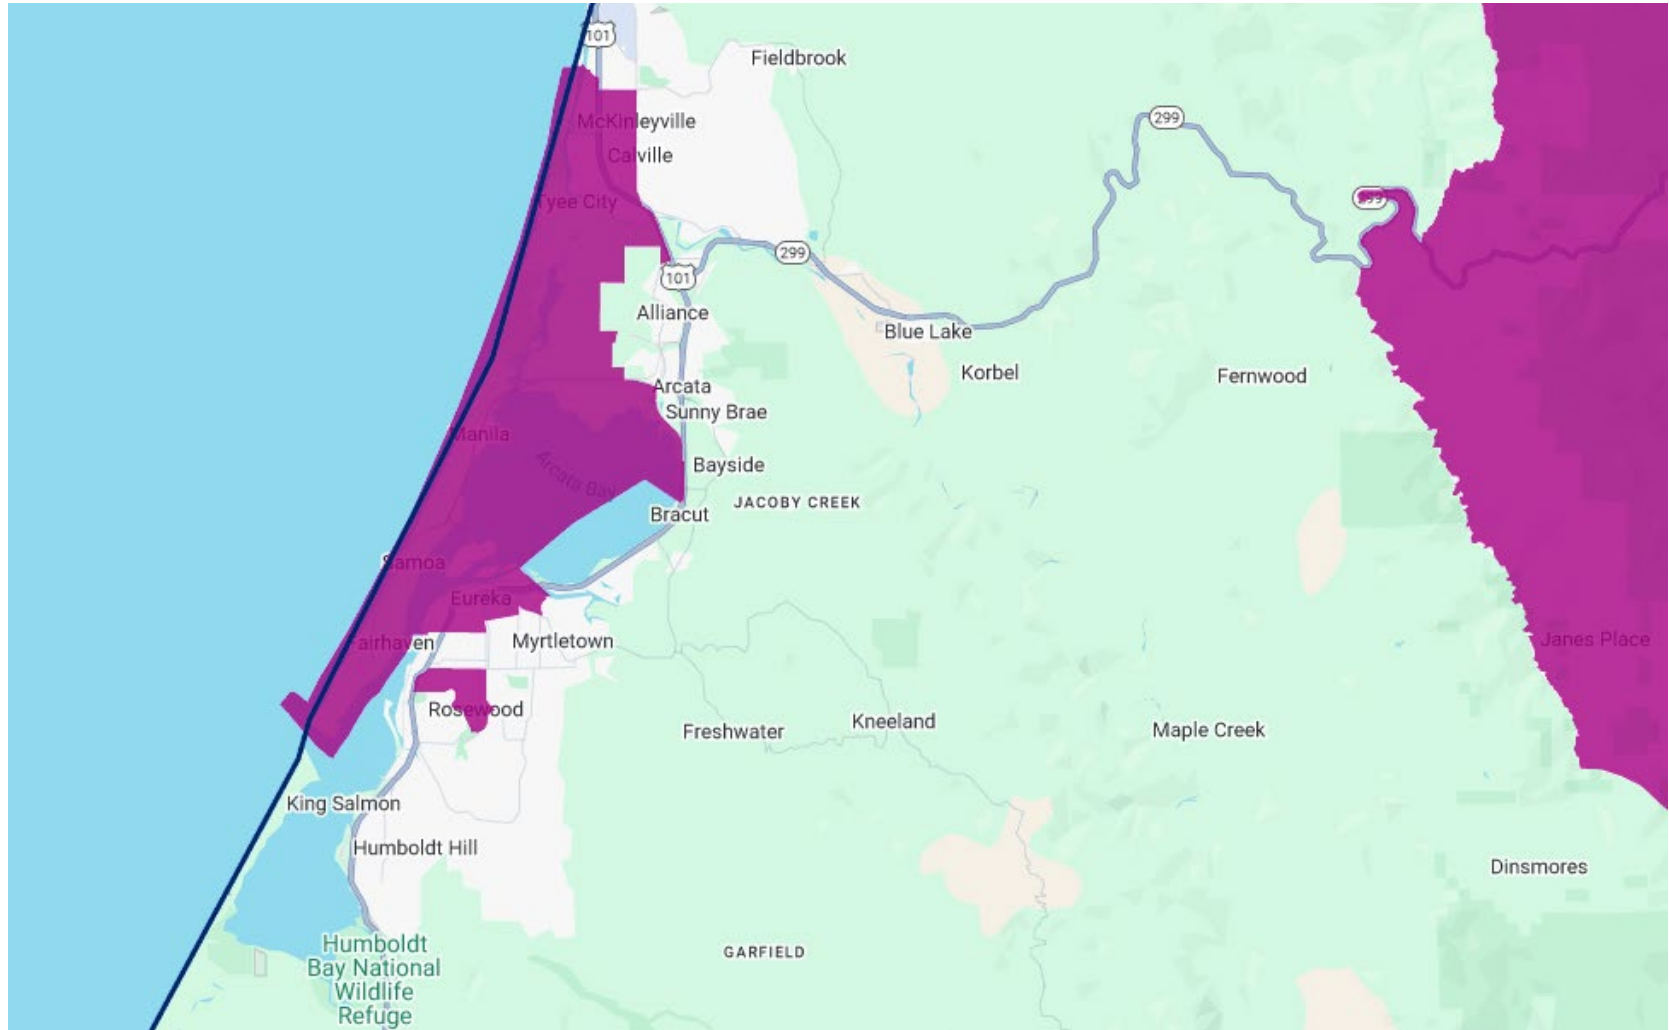 101
Fieldbrook
McKinleyville
299
Calville
299
Tyee City
299
101
Alliance
Blue Lake
Korbel
Fernwood
Arcata
Sunny Brae
Manila
Bayside
Arcata Bay
JACOBY CREEK
Bracut
Samoa
Eureka
Fairhaven
Myrtletown
Janes Place
Rosewood
Freshwater
Kneeland
Maple Creek
King Salmon
Humboldt Hill
Dinsmores
Humboldt
Bay National
Wildlife
Refuge
GARFIELD